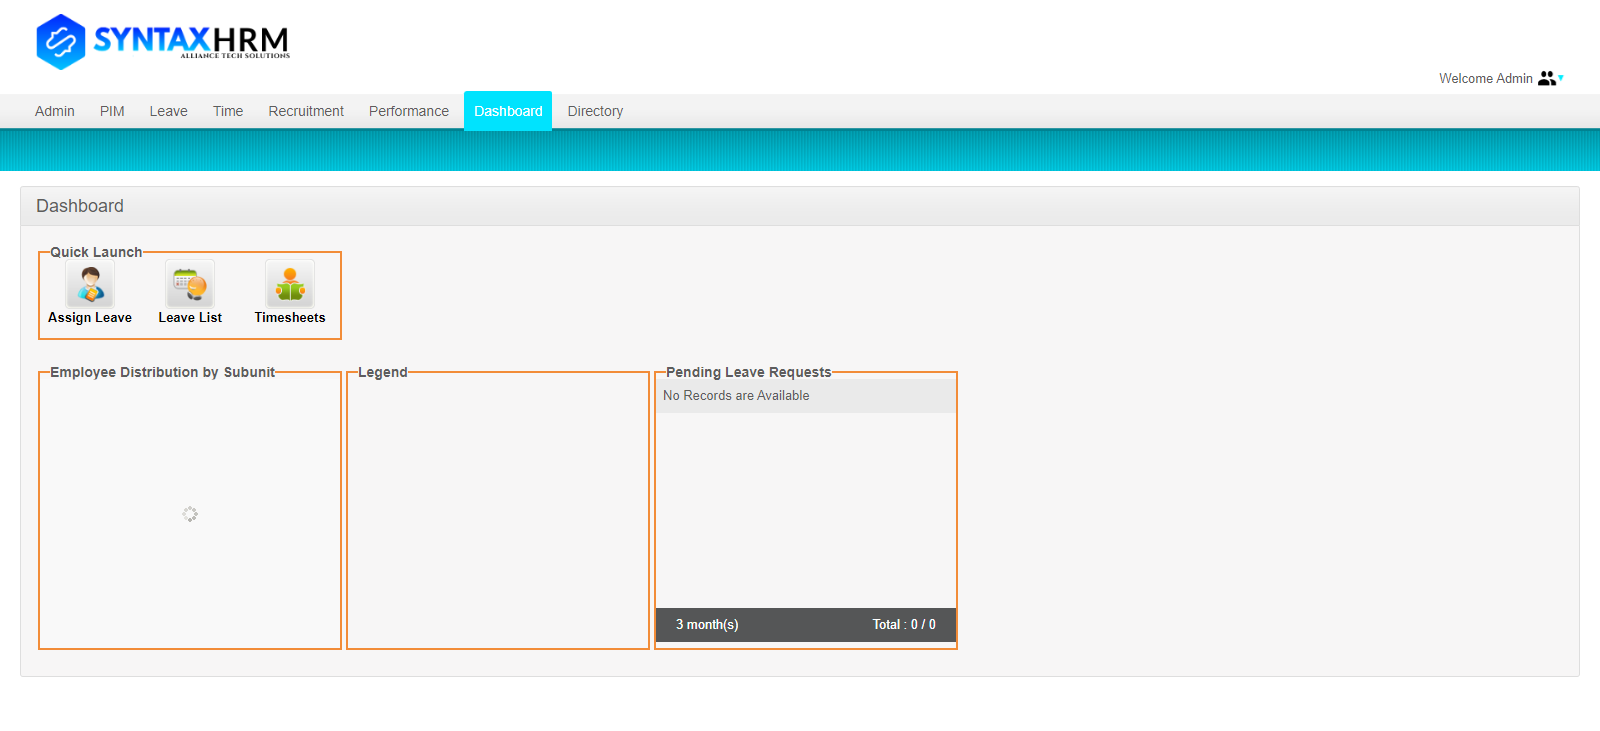 SYNTAXHRM
ALLIANCE TECH SOLUTIONS
Welcome Admin
Admin PIM Leave Time Recruitment Performance Dashboard Directory
Dashboard
Quick Launch
Assign Leave Leave List Timesheets
Employee Distribution by Subunit Legend Pending Leave Requests
No Records are Available
3 month(s) Total : 0 / 0